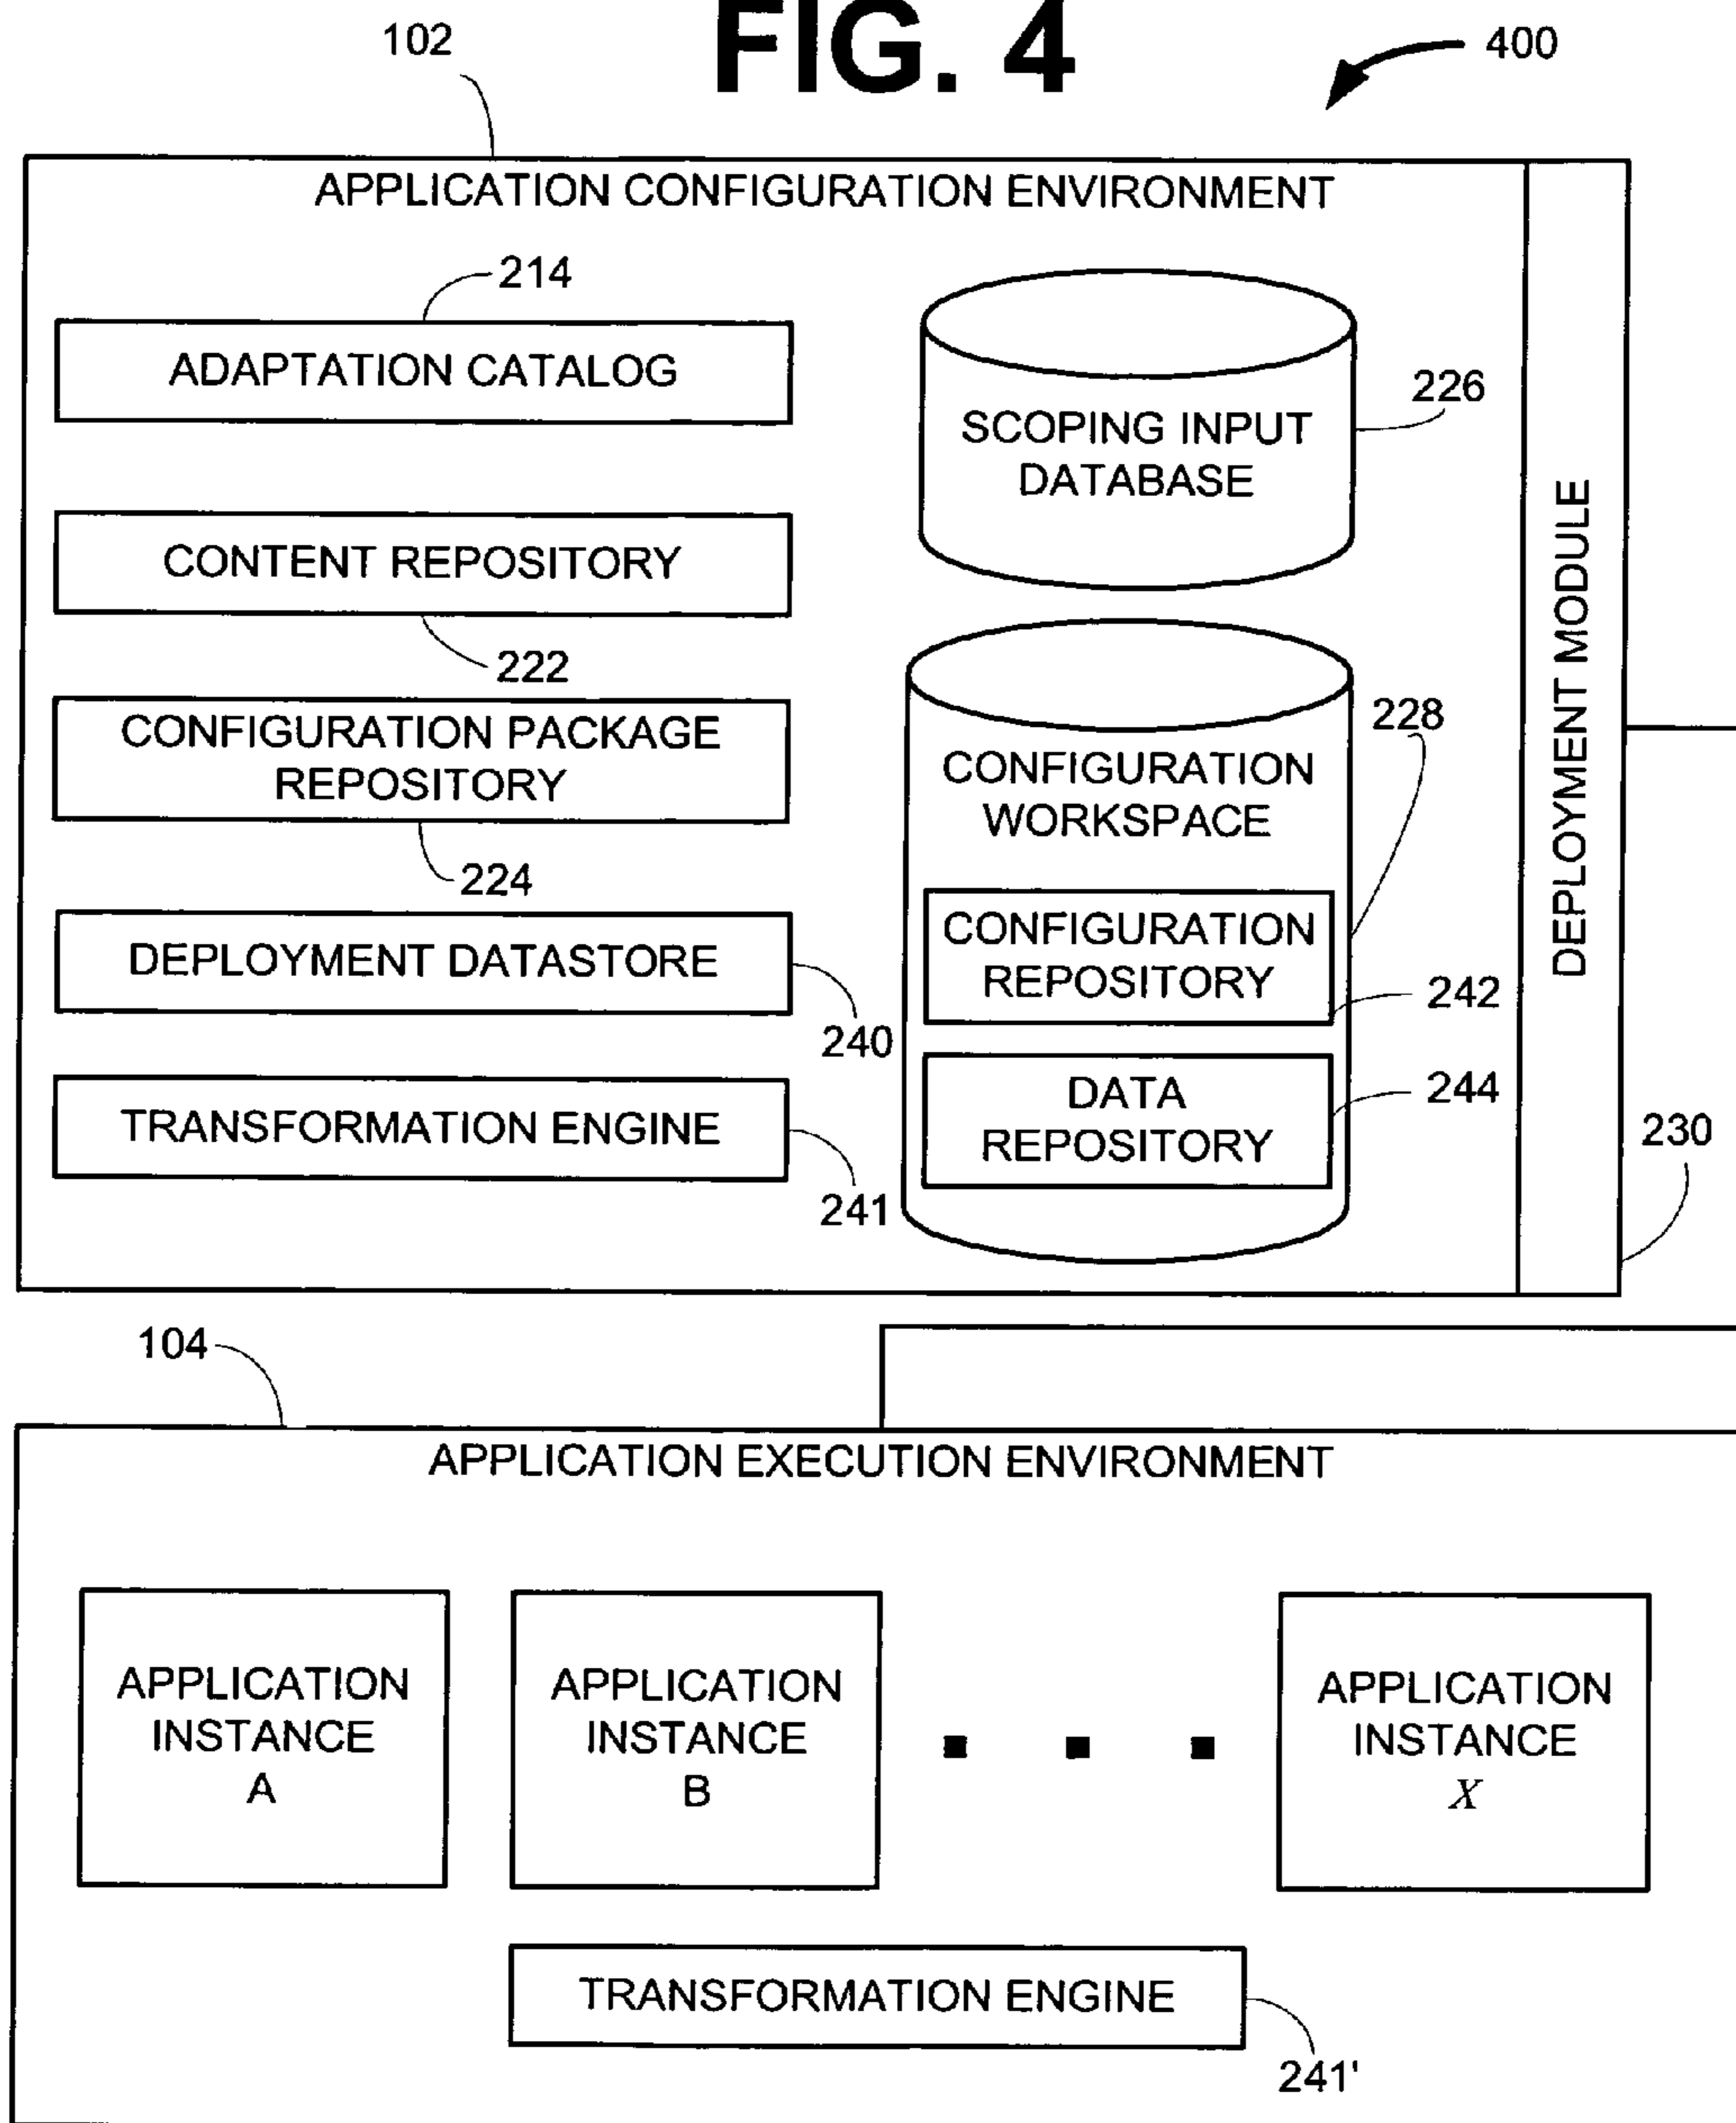 FIG. 4
102
400
APPLICATION CONFIGURATION ENVIRONMENT
214
ADAPTATION CATALOG
SCOPING INPUT
DATABASE
226
CONTENT REPOSITORY
222
CONFIGURATION PACKAGE
REPOSITORY
224
CONFIGURATION
WORKSPACE
228
DEPLOYMENT DATASTORE
240
CONFIGURATION
REPOSITORY
242
TRANSFORMATION ENGINE
241
DATA
REPOSITORY
244
DEPLOYMENT MODULE
230
104
APPLICATION EXECUTION ENVIRONMENT
APPLICATION
INSTANCE
A
APPLICATION
INSTANCE
B
APPLICATION
INSTANCE
X
TRANSFORMATION ENGINE
241'